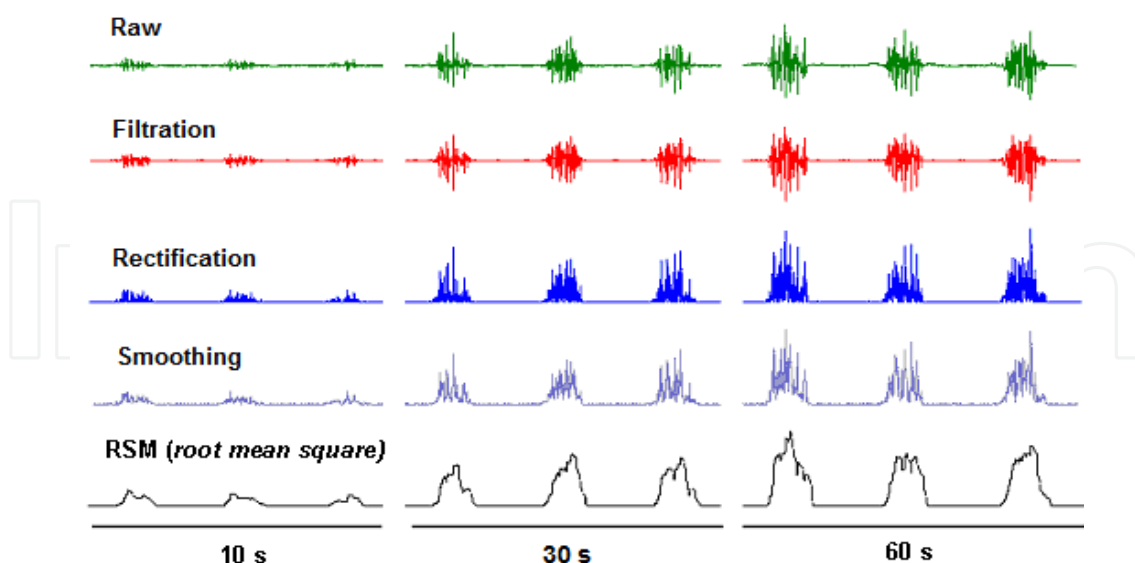 Raw
Filtration
Rectification
Smoothing
RSM (root mean square)
10 s
30 s
60 s